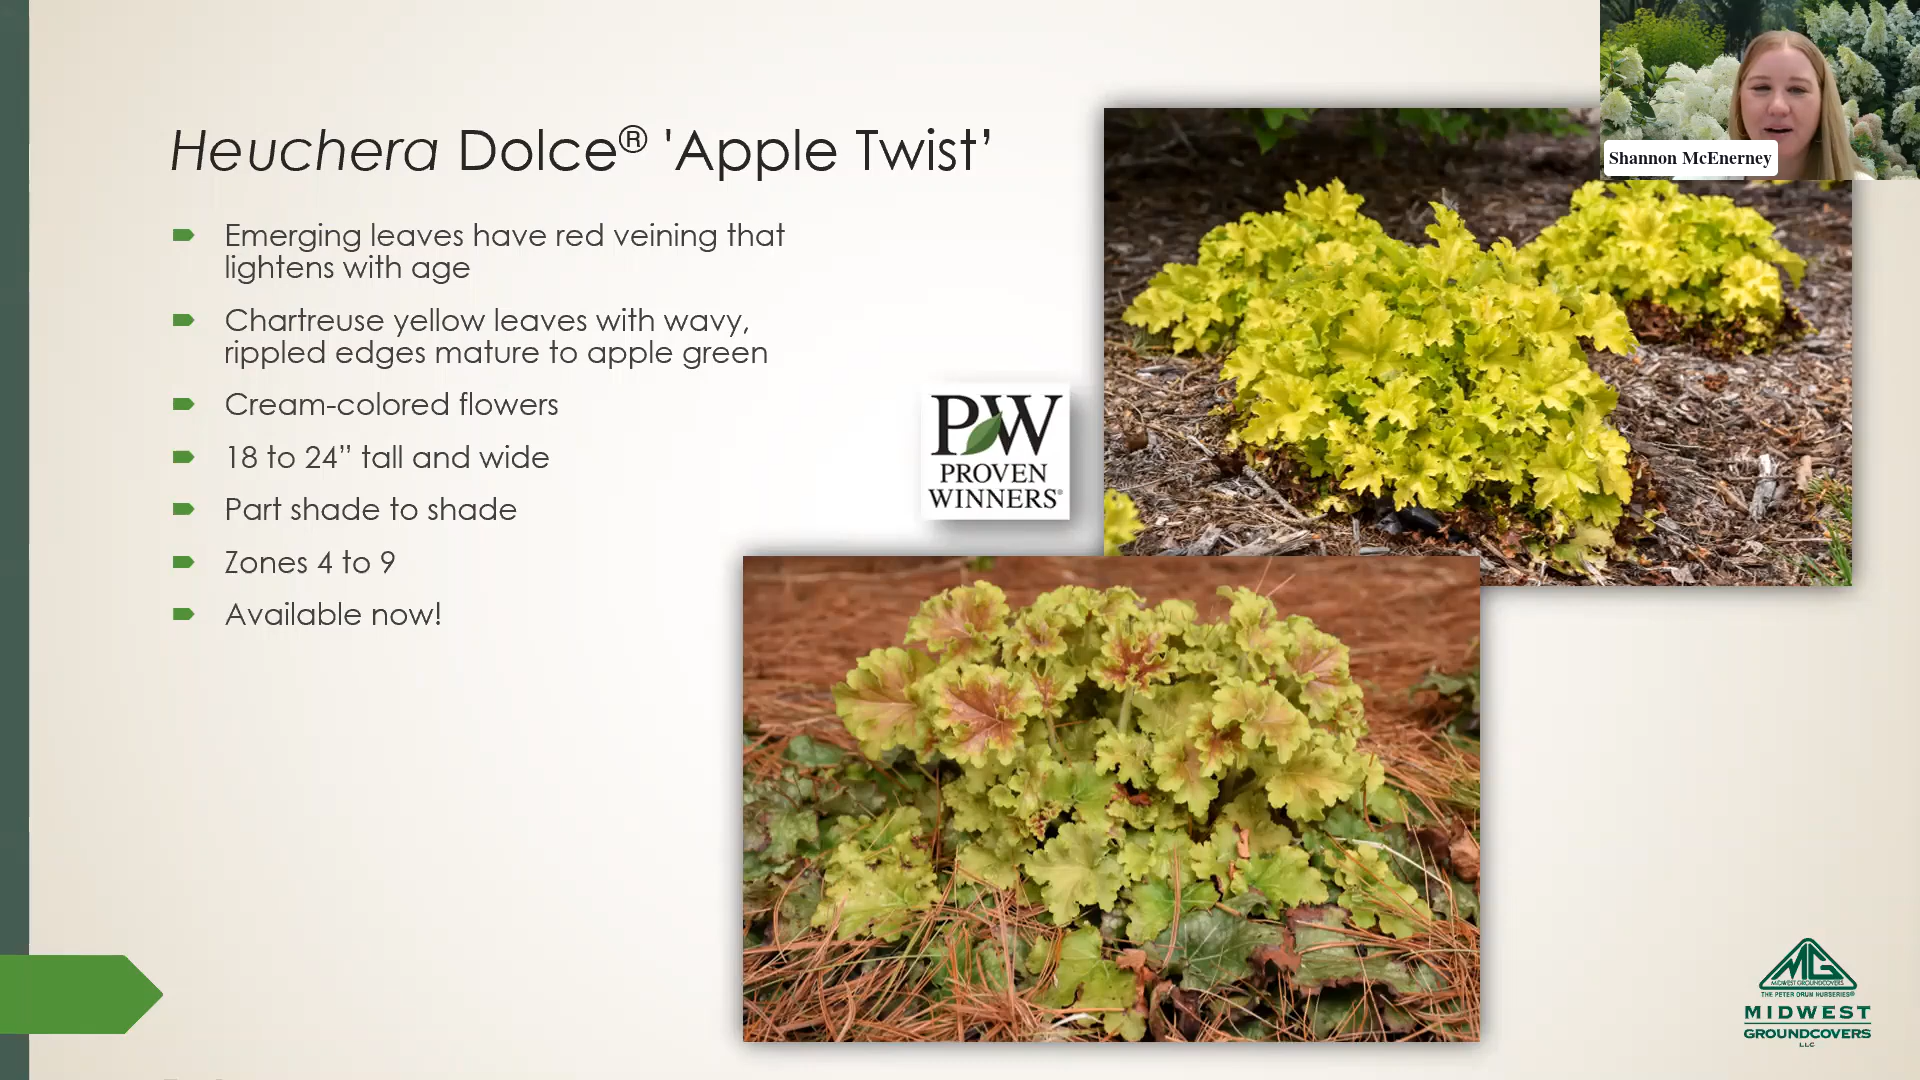 Heuchera Dolce® 'Apple Twist’
Emerging leaves have red veining that
lightens with age
Chartreuse yellow leaves with wavy,
rippled edges mature to apple green
Cream-colored flowers
18 to 24” tall and wide
Part shade to shade
Zones 4 to 9
Available now!
PW
PROVEN
WINNERS®
Shannon McEnerney
MG
MIDWEST GROUNDCOVERS
THE PETER ORUM NURSERIES®
MIDWEST
GROUNDCOVERS
LLC